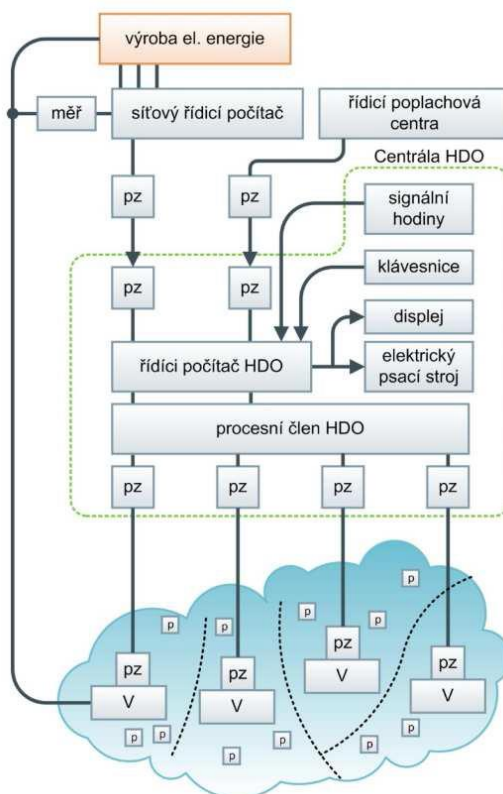 výroba el. energie
měř
síťový řídicí počítač
řídicí poplachová
centra
Centrála HDO
pz
pz
signální
hodiny
pz
pz
klávesnice
displej
řídíci počítač HDO
elektrický
psací stroj
procesní člen HDO
pz
pz
pz
pz
p
p
p
p
p
pz
pz
pz
pz
V
V
V
V
p
p
p
p
p
p